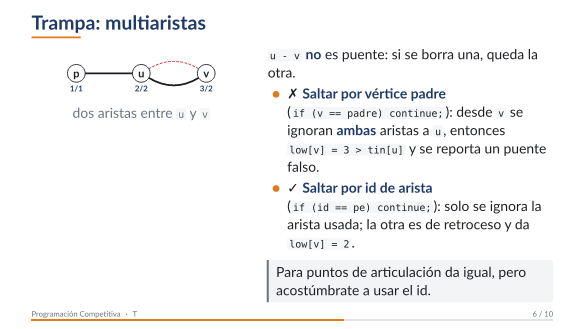 Trampa: multiaristas
p
u
v
1/1
2/2
3/2
dos aristas entre u y v
u - v no es puente: si se borra una, queda la
otra.
✗ Saltar por vértice padre
(if (v == padre) continue;): desde v se
ignoran ambas aristas a u, entonces
low[v] = 3 > tin[u] y se reporta un puente
falso.
✓ Saltar por id de arista
(if (id == pe) continue;): solo se ignora la
arista usada; la otra es de retroceso y da
low[v] = 2.
Para puntos de articulación da igual, pero
acostúmbrate a usar el id.
Programación Competitiva · T
6 / 10